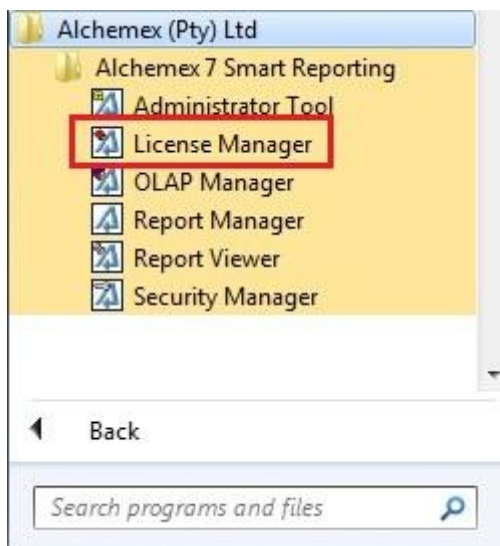 Alchemex (Pty) Ltd
Alchemex 7 Smart Reporting
Administrator Tool
License Manager
OLAP Manager
Report Manager
Report Viewer
Security Manager
Back
Search programs and files